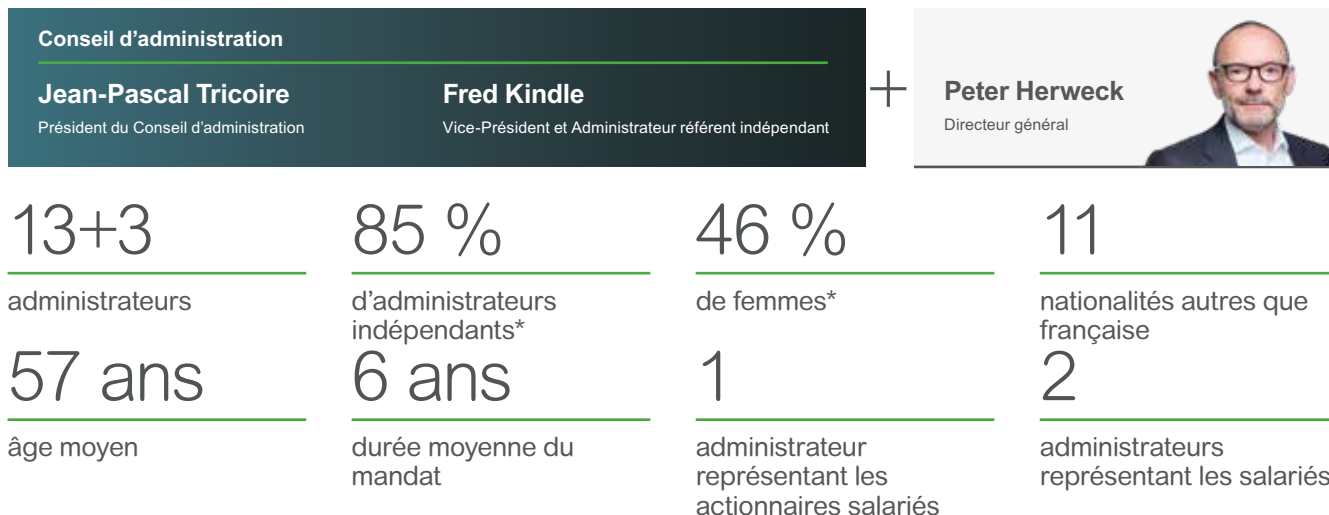 Conseil d’administration
Jean-Pascal Tricoire
Président du Conseil d’administration
Fred Kindle
Vice-Président et Administrateur référent indépendant
+
Peter Herweck
Directeur général
13+3
administrateurs
85 %
d’administrateurs
indépendants*
46 %
de femmes*
11
nationalités autres que
française
57 ans
âge moyen
6 ans
durée moyenne du
mandat
1
administrateur
représentant les
actionnaires salariés
2
administrateurs
représentant les salariés